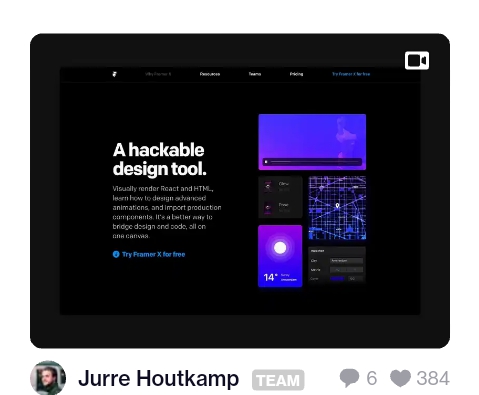 Why Framer X Resources Teams Pricing Try Framer X for free
A hackable
design tool.
Visually render React and HTML,
learn how to design advanced
animations, and import production
components. It's a better way to
bridge design and code, all on
one canvas.
Try Framer X for free
14°
Jurre Houtkamp TEAM 6 384